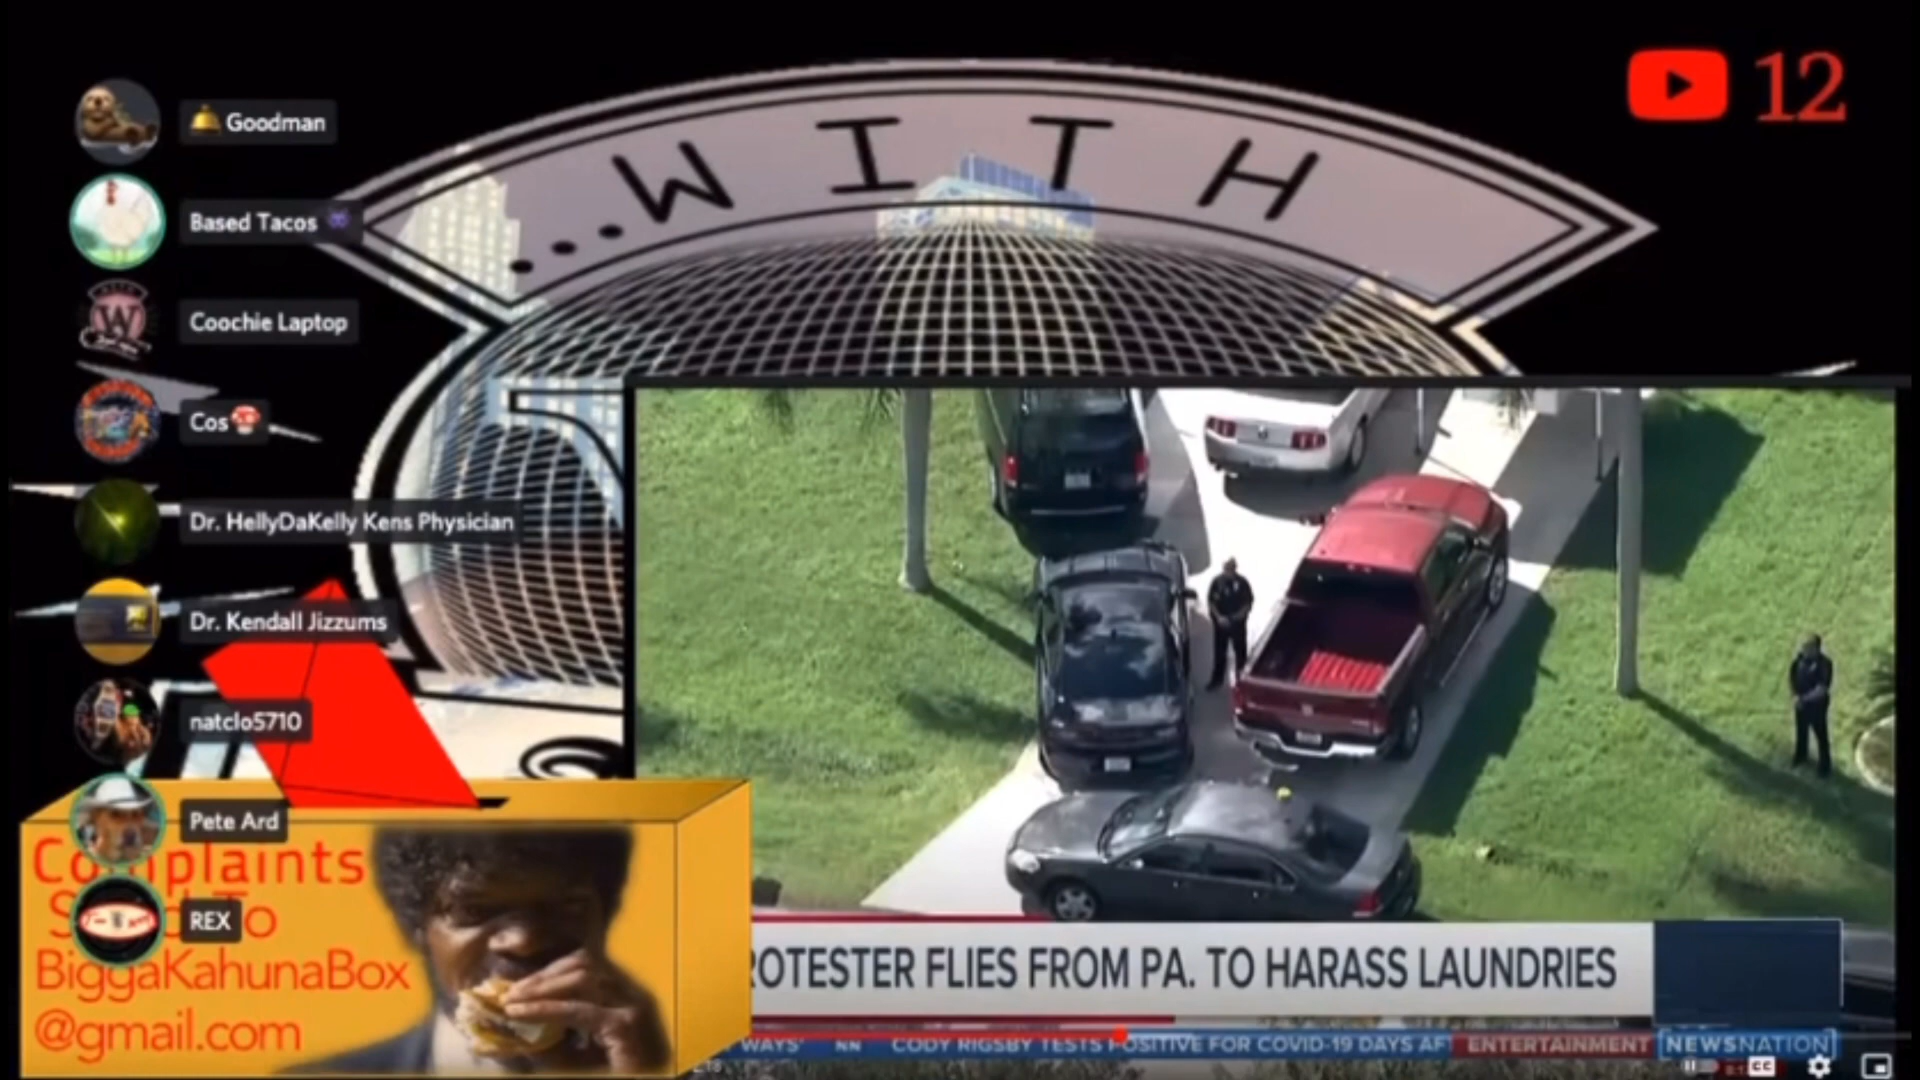 12
WITH...
Goodman
Based Tacos
Coochie Laptop
Cos
Dr. HellyDaKelly Kens Physician
Dr. Kendall Jizzums
natclo5710
Pete Ard
REX
Complaints
To
BiggaKahunaBox
@gmail.com
ROTESTER FLIES FROM PA. TO HARASS LAUNDRIES
WAYS' NN CODY RIGSBY TESTS POSITIVE FOR COVID-19 DAYS AF ENTERTAINMENT NEWSNATION
CC